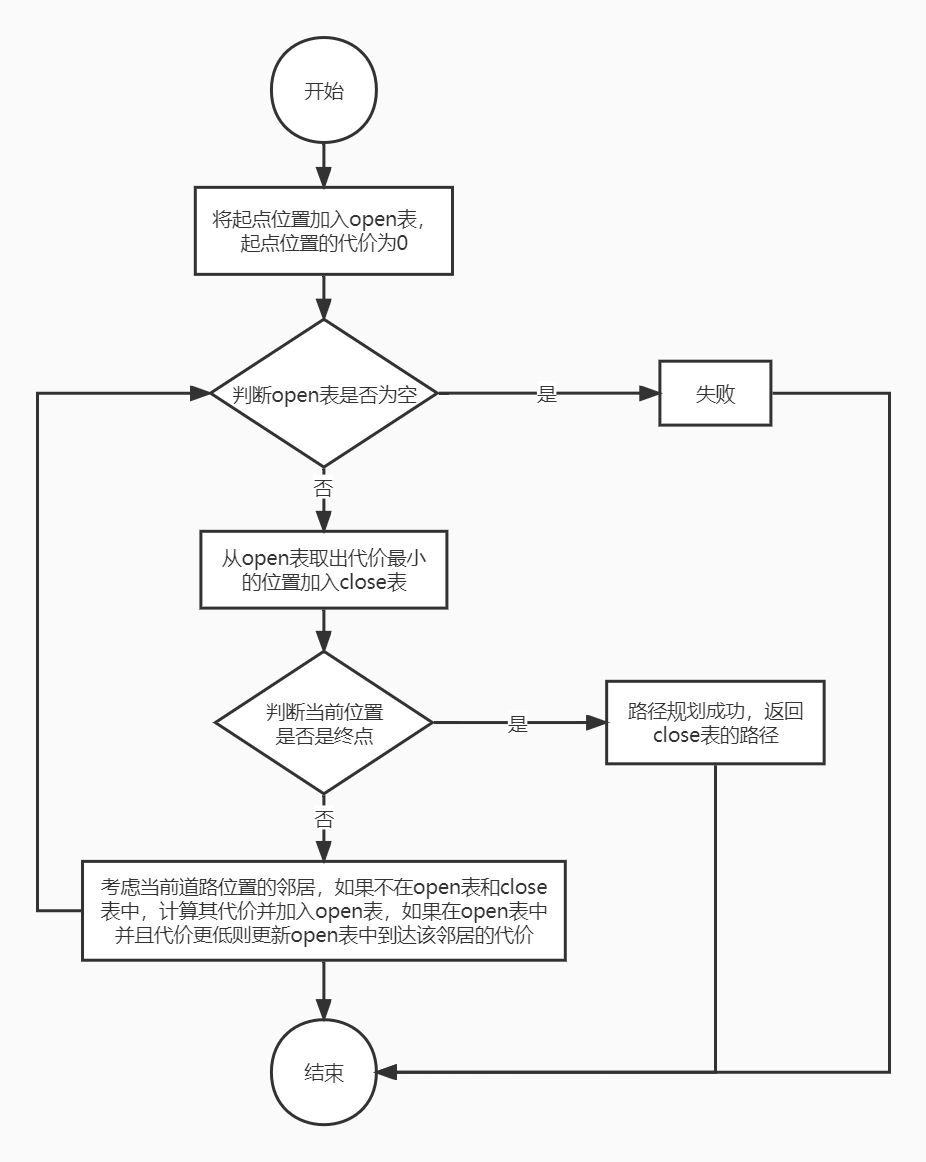 开始
将起点位置加入open表，
起点位置的代价为0
判断open表是否为空
是
失败
否
从open表取出代价最小
的位置加入close表
判断当前位置
是否是终点
是
路径规划成功，返回
close表的路径
否
考虑当前道路位置的邻居，如果不在open表和close
表中，计算其代价并加入open表，如果在open表中
并且代价更低则更新open表中到达该邻居的代价
结束